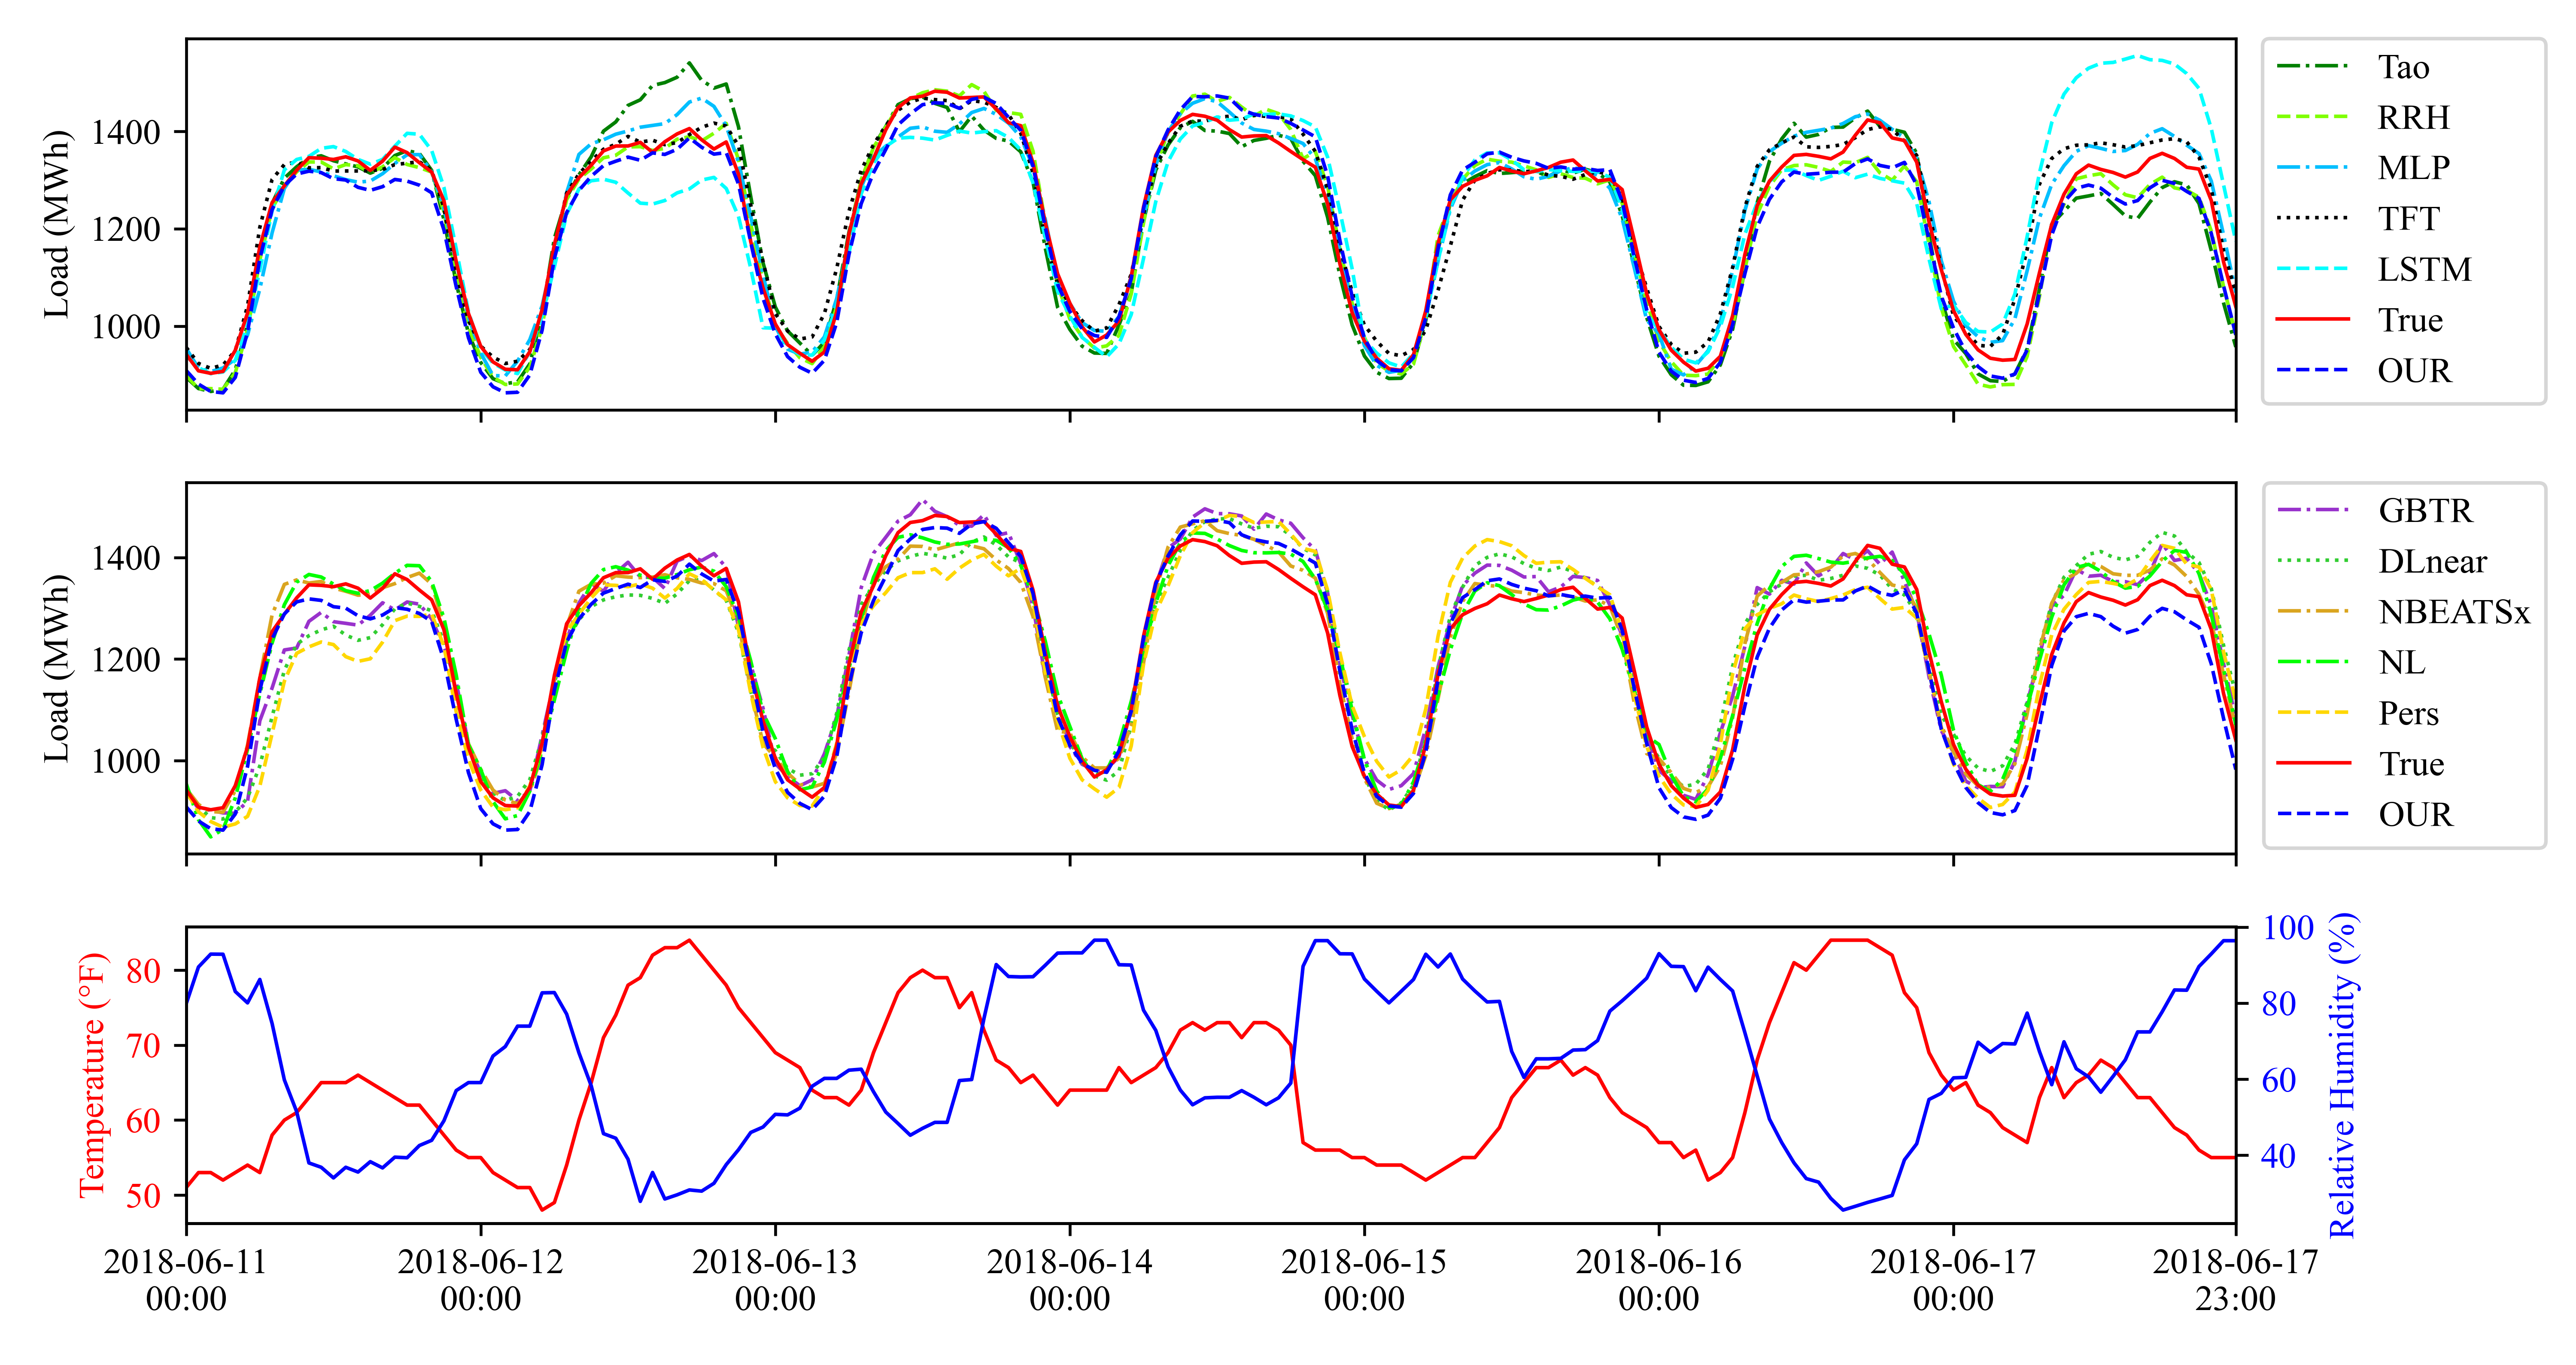 Load (MWh)
1400
1200
1000
Tao
RRH
MLP
TFT
LSTM
True
OUR
Load (MWh)
1400
1200
1000
GBTR
DLnear
NBEATSx
NL
Pers
True
OUR
Temperature (°F)
80
70
60
50
100
80
60
40
Relative Humidity (%)
2018-06-11 2018-06-12 2018-06-13 2018-06-14 2018-06-15 2018-06-16 2018-06-17 2018-06-17
00:00 00:00 00:00 00:00 00:00 00:00 00:00 23:00